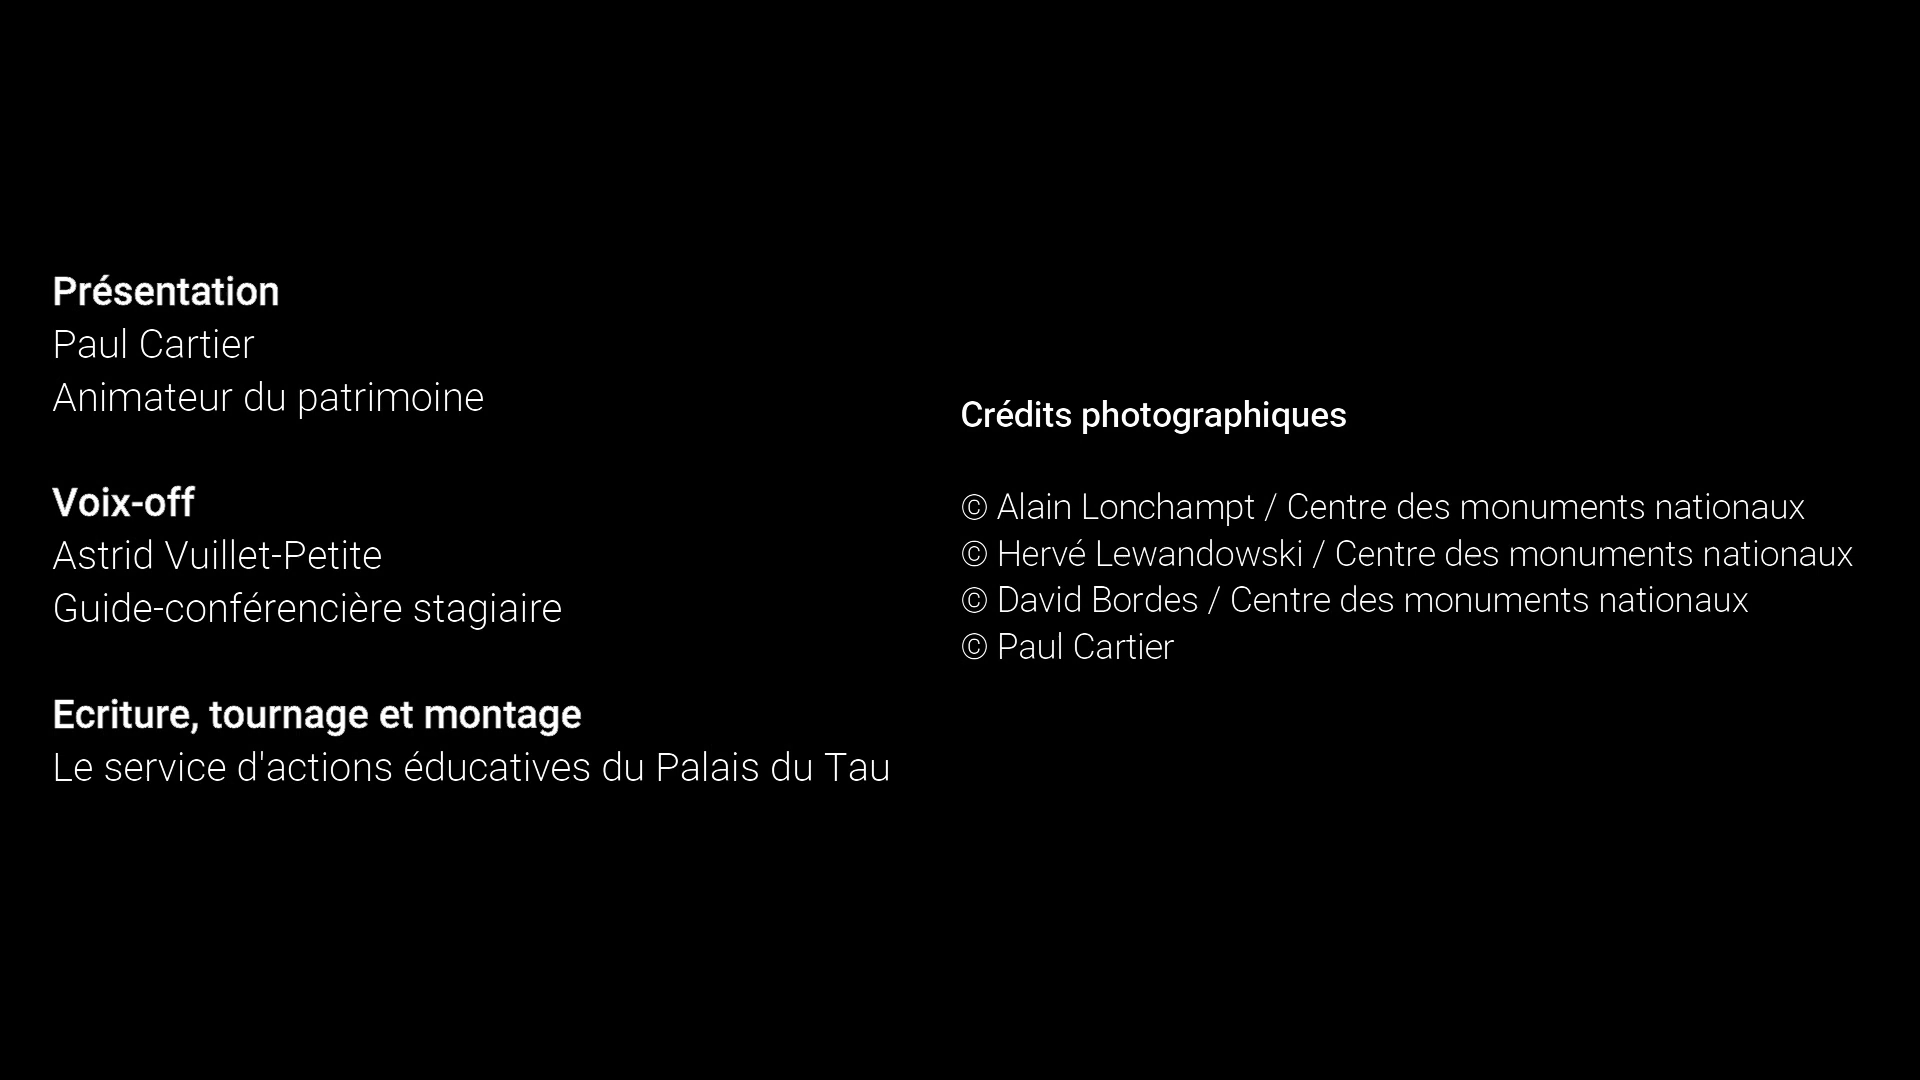 Présentation
Paul Cartier
Animateur du patrimoine
Voix-off
Astrid Vuillet-Petite
Guide-conférencière stagiaire
Ecriture, tournage et montage
Le service d'actions éducatives du Palais du Tau
Crédits photographiques
© Alain Lonchampt / Centre des monuments nationaux
© Hervé Lewandowski / Centre des monuments nationaux
© David Bordes / Centre des monuments nationaux
© Paul Cartier